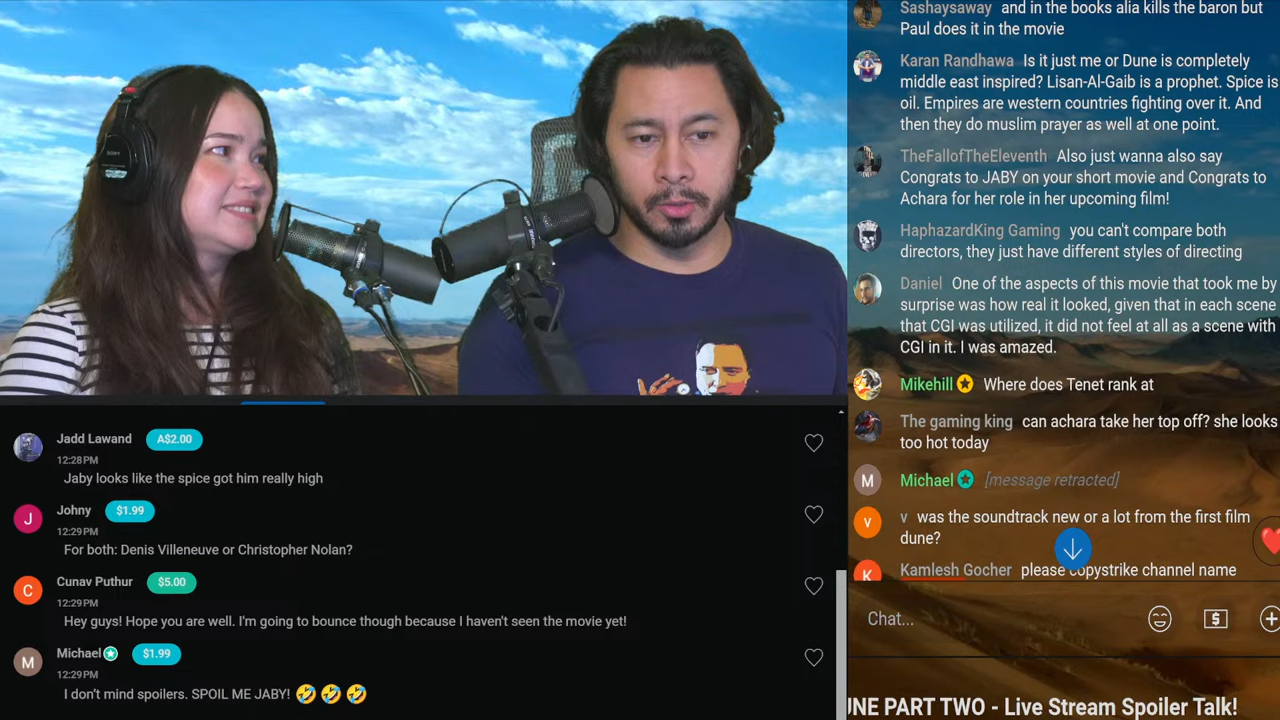 SONY
Jadd Lawand A$2.00
12:28PM
Jaby looks like the spice got him really high
Johny $1.99
12:29PM
For both: Denis Villeneuve or Christopher Nolan?
Cunav Puthur $5.00
12:29PM
Hey guys! Hope you are well. I'm going to bounce though because I haven't seen the movie yet!
Michael $1.99
12:29PM
I don't mind spoilers. SPOIL ME JABY! 🤣🤣🤣
Sashaysaway and in the books alia kills the baron but
Paul does it in the movie
Karan Randhawa Is it just me or Dune is completely
middle east inspired? Lisan-Al-Gaib is a prophet. Spice is
oil. Empires are western countries fighting over it. And
then they do muslim prayer as well at one point.
TheFallofTheEleventh Also just wanna also say
Congrats to JABY on your short movie and Congrats to
Achara for her role in her upcoming film!
HaphazardKing Gaming you can't compare both
directors, they just have different styles of directing
Daniel One of the aspects of this movie that took me by
surprise was how real it looked, given that in each scene
that CGI was utilized, it did not feel at all as a scene with
CGI in it. I was amazed.
Mikehill Where does Tenet rank at
The gaming king can achara take her top off? she looks
too hot today
M Michael [message retracted]
v v was the soundtrack new or a lot from the first film
dune?
K Kamlesh Gocher please copystrike channel name
Chat...
UNE PART TWO - Live Stream Spoiler Talk!
J
C
M